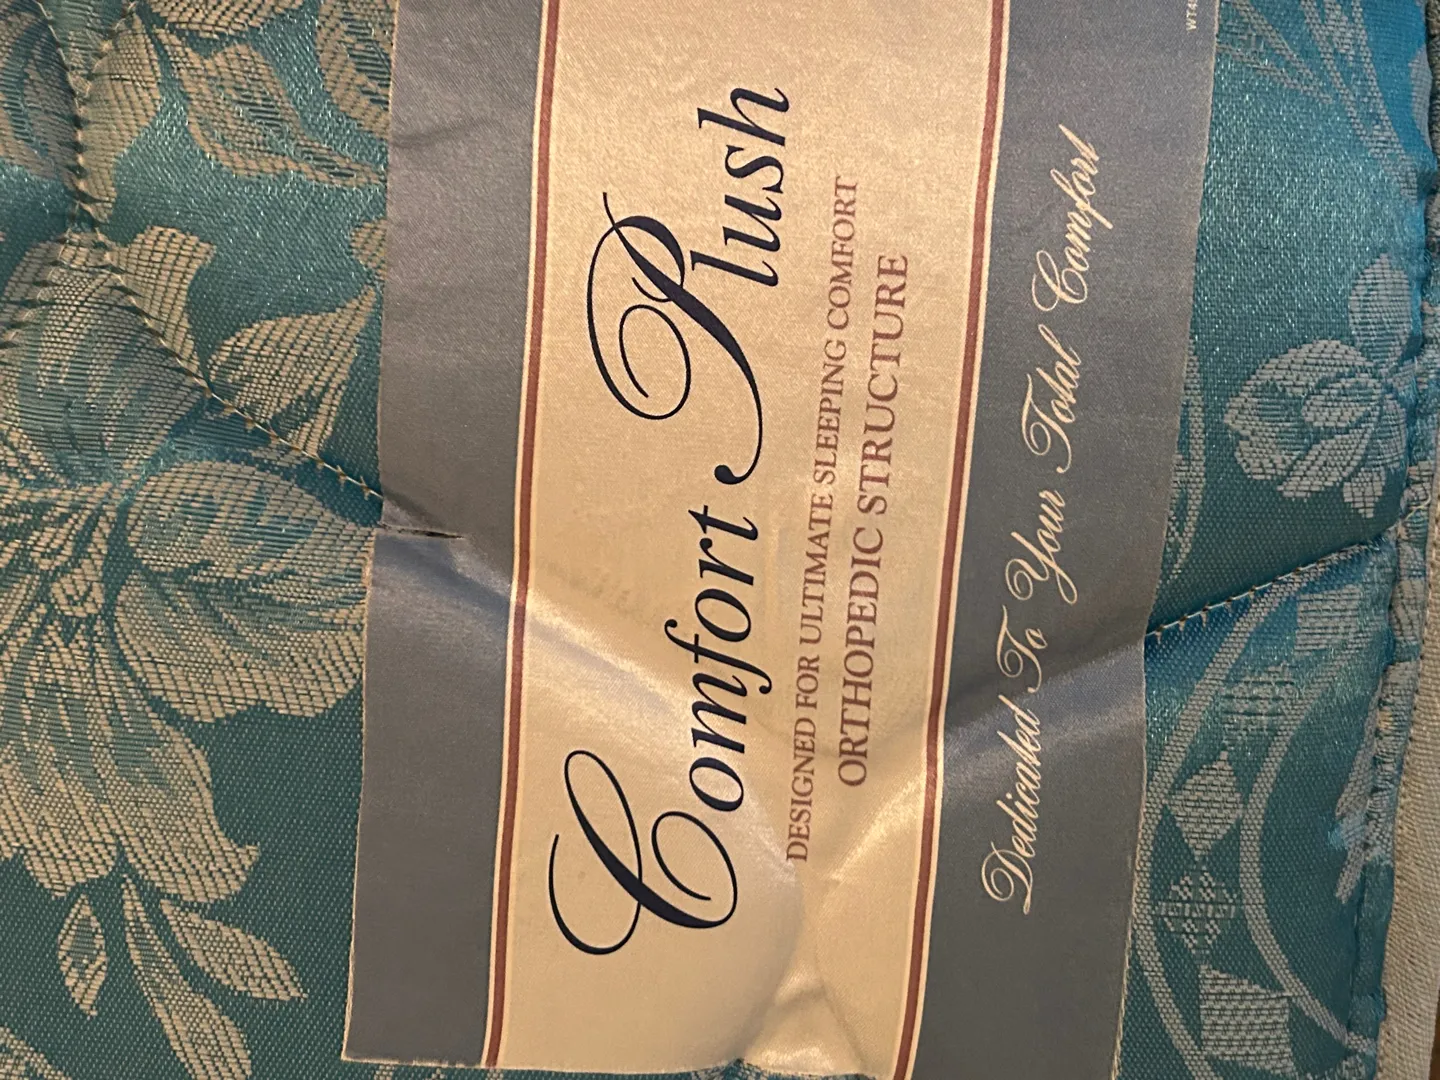 Comfort Plush
DESIGNED FOR ULTIMATE SLEEPING COMFORT
ORTHOPEDIC STRUCTURE
Dedicated To Your Total Comfort